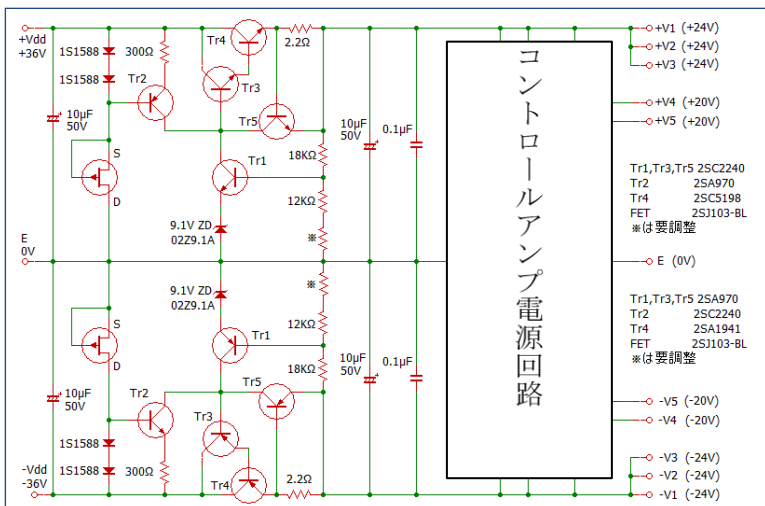 +Vdd
+36V
1S1588
1S1588
300Ω
Tr2
Tr4
Tr3
2.2Ω
Tr5
10μF
50V
S
D
Tr1
18KΩ
12KΩ
※
9.1V ZD
02Z9.1A
10μF
50V
0.1μF
E
0V
9.1V ZD
02Z9.1A
※
12KΩ
18KΩ
S
D
Tr1
10μF
50V
0.1μF
10μF
50V
Tr2
Tr3
Tr5
1S1588
1S1588
300Ω
Tr4
2.2Ω
-Vdd
-36V
コントロールアンプ電源回路
+V1 (+24V)
+V2 (+24V)
+V3 (+24V)
+V4 (+20V)
+V5 (+20V)
Tr1,Tr3,Tr5 2SC2240
Tr2 2SA970
Tr4 2SC5198
FET 2SJ103-BL
※は要調整
E (0V)
Tr1,Tr3,Tr5 2SA970
Tr2 2SC2240
Tr4 2SA1941
FET 2SJ103-BL
※は要調整
-V5 (-20V)
-V4 (-20V)
-V3 (-24V)
-V2 (-24V)
-V1 (-24V)